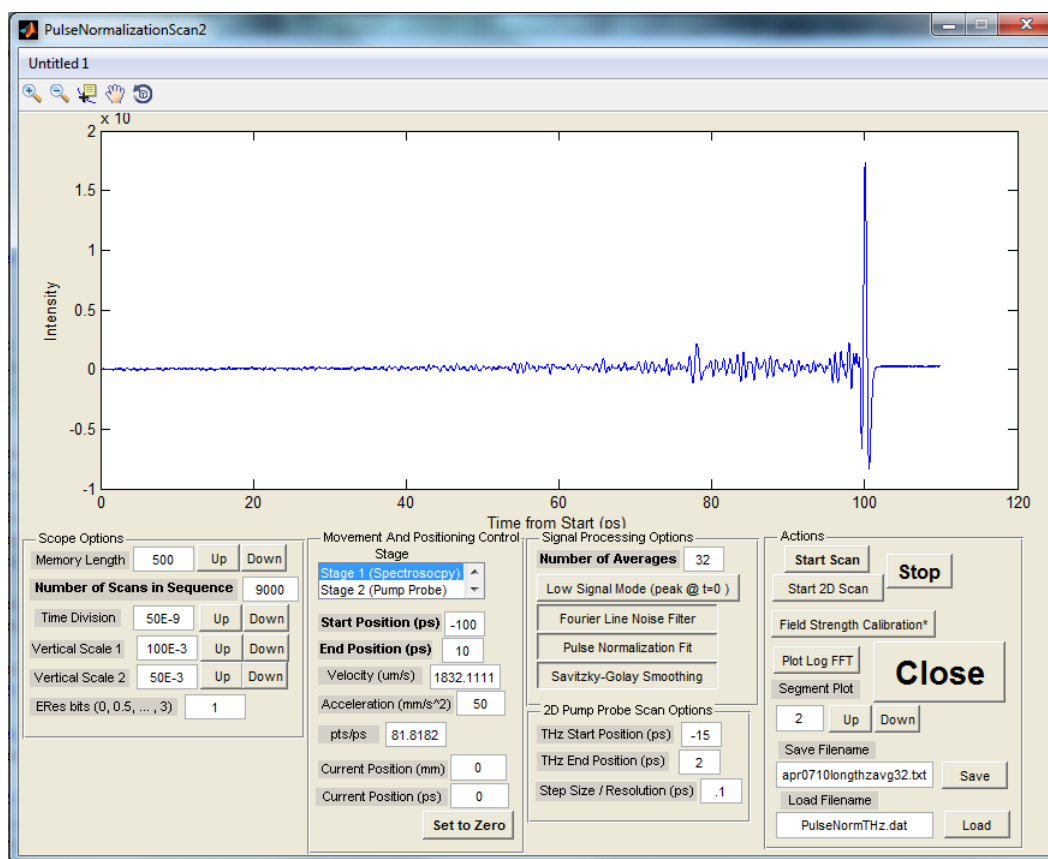 PulseNormalizationScan2
Untitled 1
x 10
2
1.5
1
0.5
0
-0.5
-1
Intensity
0 20 40 60 80 100 120
Time from Start (ps)
Scope Options
Memory Length 500 Up Down
Number of Scans in Sequence 9000
Time Division 50E-9 Up Down
Vertical Scale 1 100E-3 Up Down
Vertical Scale 2 50E-3 Up Down
ERes bits (0, 0.5, ... , 3) 1
Movement And Positioning Control
Stage
Stage 1 (Spectrosocpy)
Stage 2 (Pump Probe)
Start Position (ps) -100
End Position (ps) 10
Velocity (um/s) 1832.1111
Acceleration (mm/s^2) 50
pts/ps 81.8182
Current Position (mm) 0
Current Position (ps) 0
Set to Zero
Signal Processing Options
Number of Averages 32
Low Signal Mode (peak @ t=0 )
Fourier Line Noise Filter
Pulse Normalization Fit
Savitzky-Golay Smoothing
2D Pump Probe Scan Options
THz Start Position (ps) -15
THz End Position (ps) 2
Step Size / Resolution (ps) .1
Actions
Start Scan
Stop
Start 2D Scan
Field Strength Calibration*
Plot Log FFT
Close
Segment Plot
2 Up Down
Save Filename
apr0710longthzavg32.txt Save
Load Filename
PulseNormTHz.dat Load